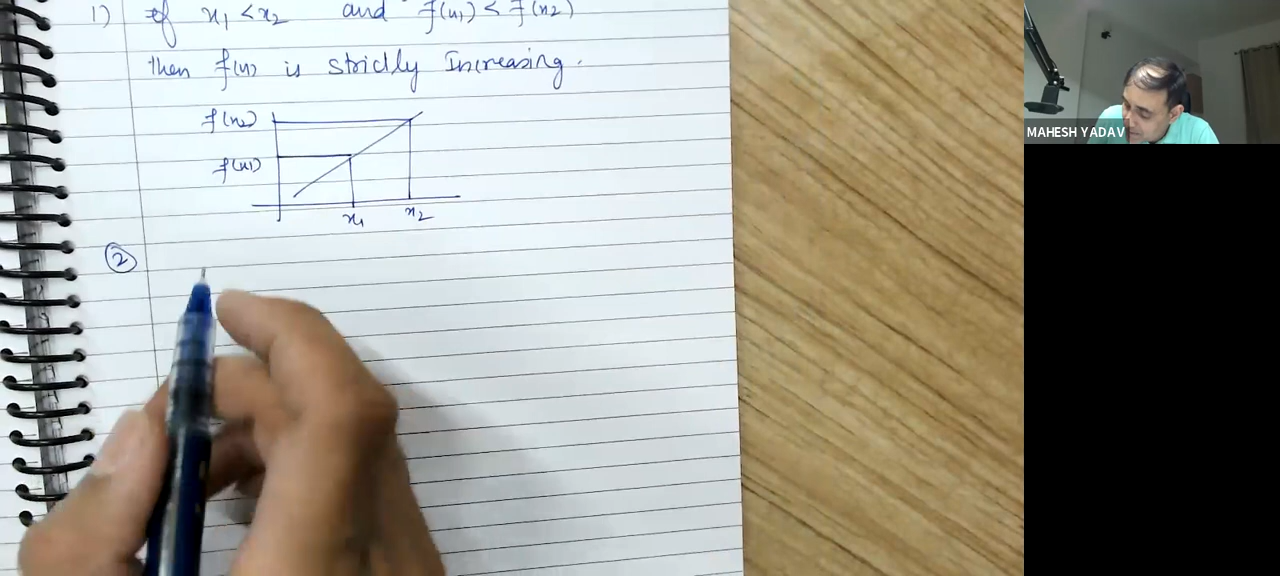 1) If x1 < x2 and f(x1) < f(x2)
then f(x) is strictly Increasing.
f(x2)
f(x1)
x1 x2
2
MAHESH YADAV